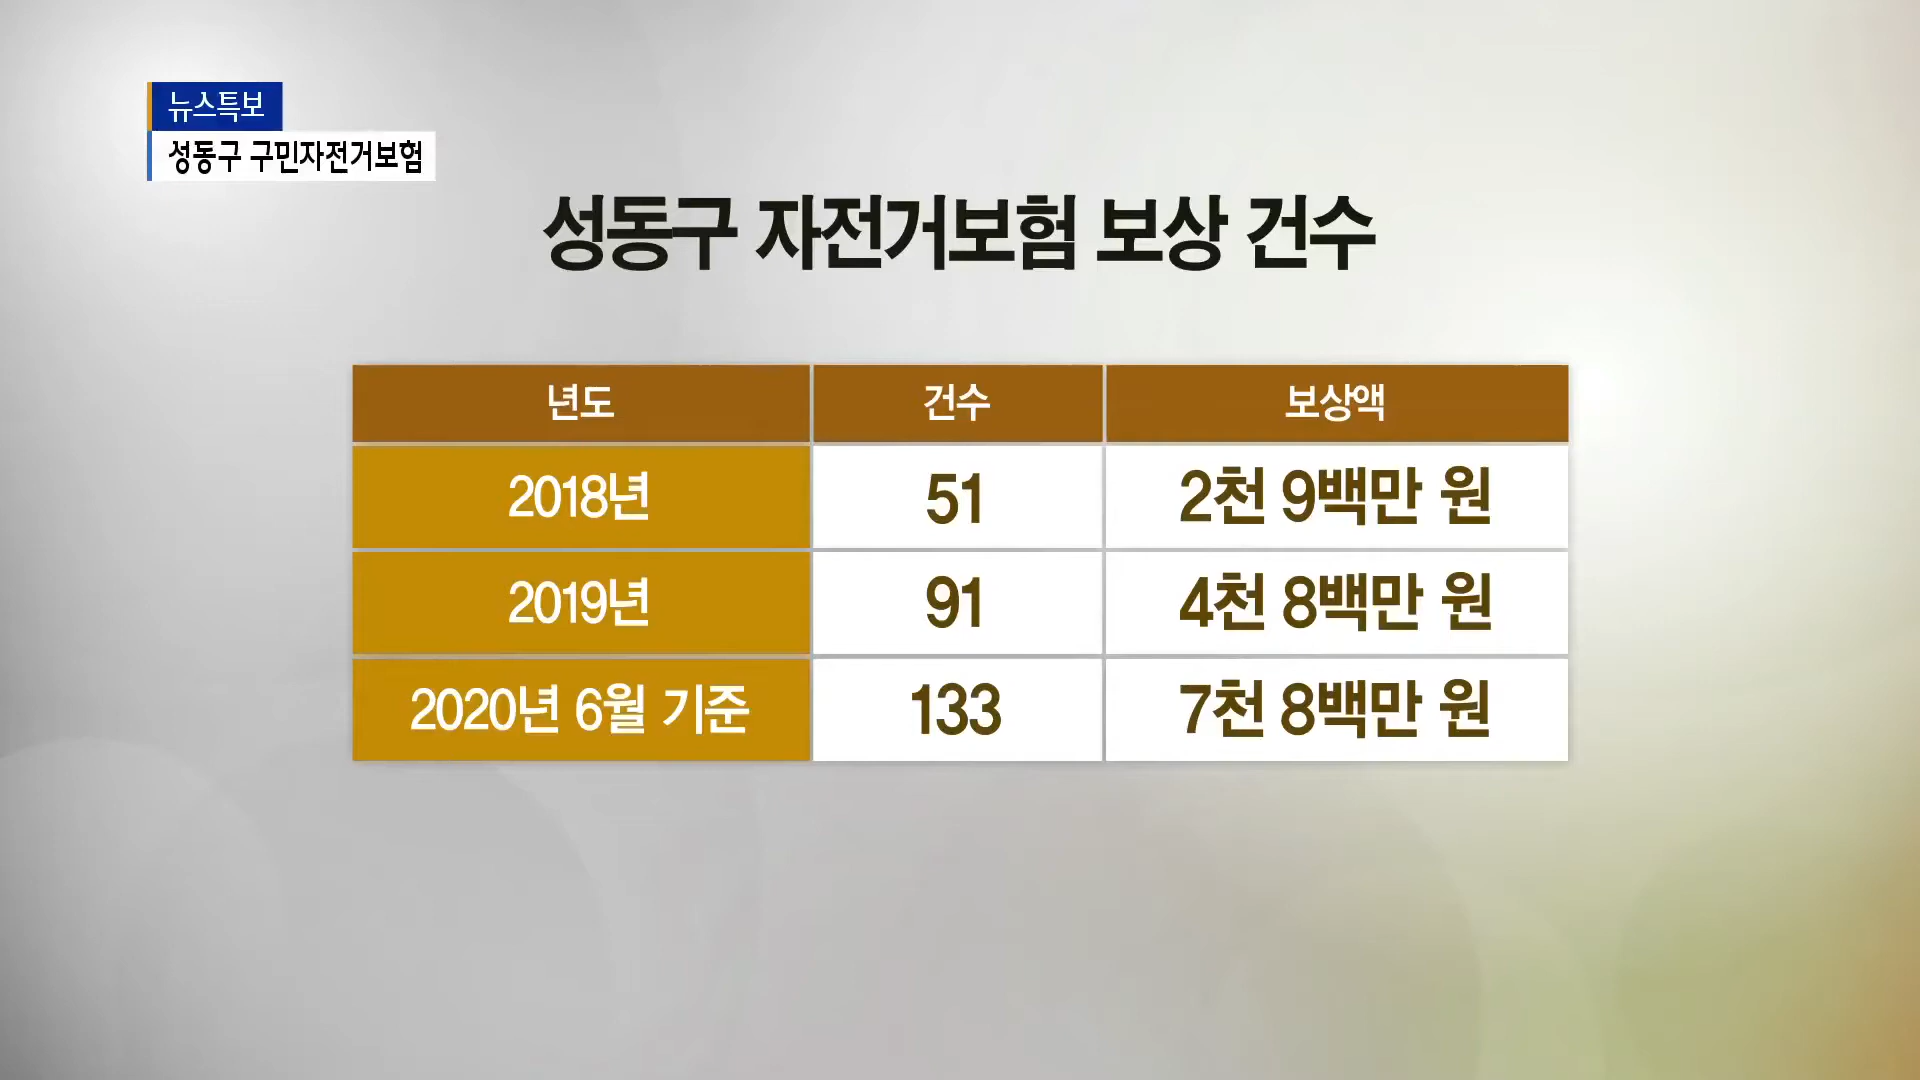 뉴스특보
성동구 구민자전거보험
성동구 자전거보험 보상 건수
년도 건수 보상액
2018년 51 2천 9백만 원
2019년 91 4천 8백만 원
2020년 6월 기준 133 7천 8백만 원